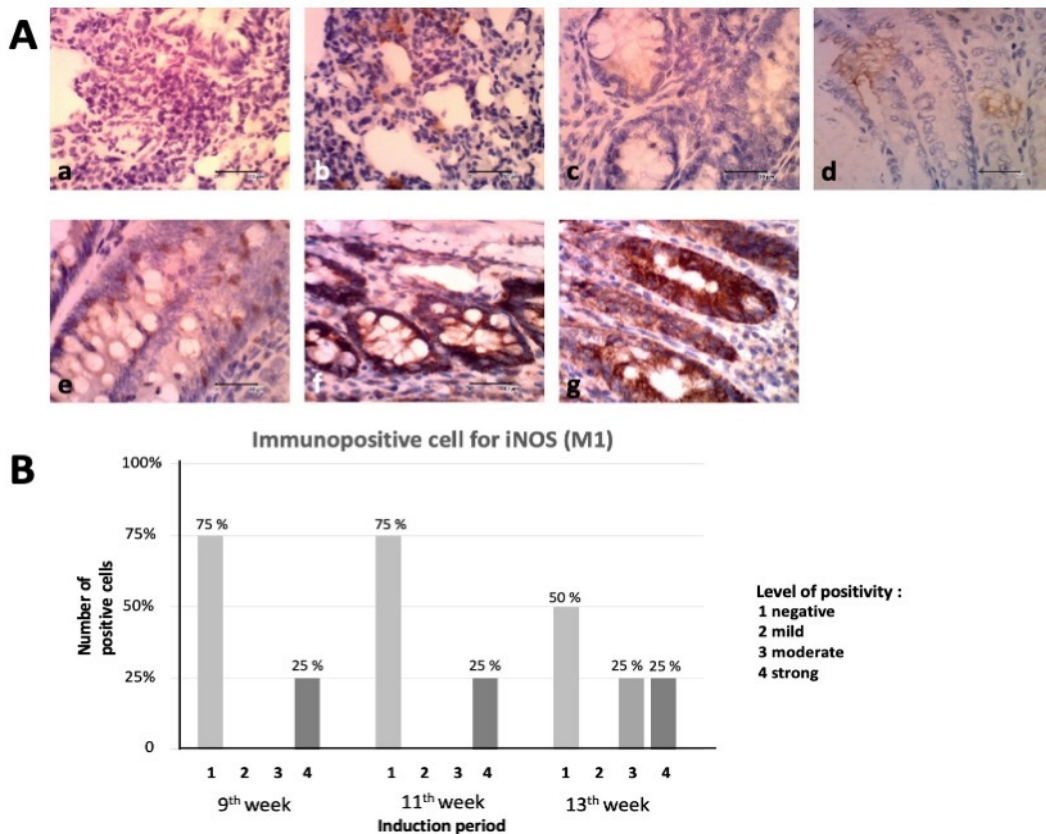 A
a
b
c
d
e
f
g
B
Immunopositive cell for iNOS (M1)
Number of
positive cells
100%
75%
50%
25%
0
75 %
25 %
75 %
25 %
50 %
25 %
25 %
1 2 3 4
1 2 3 4
1 2 3 4
9th week
11th week
13th week
Induction period
Level of positivity :
1 negative
2 mild
3 moderate
4 strong